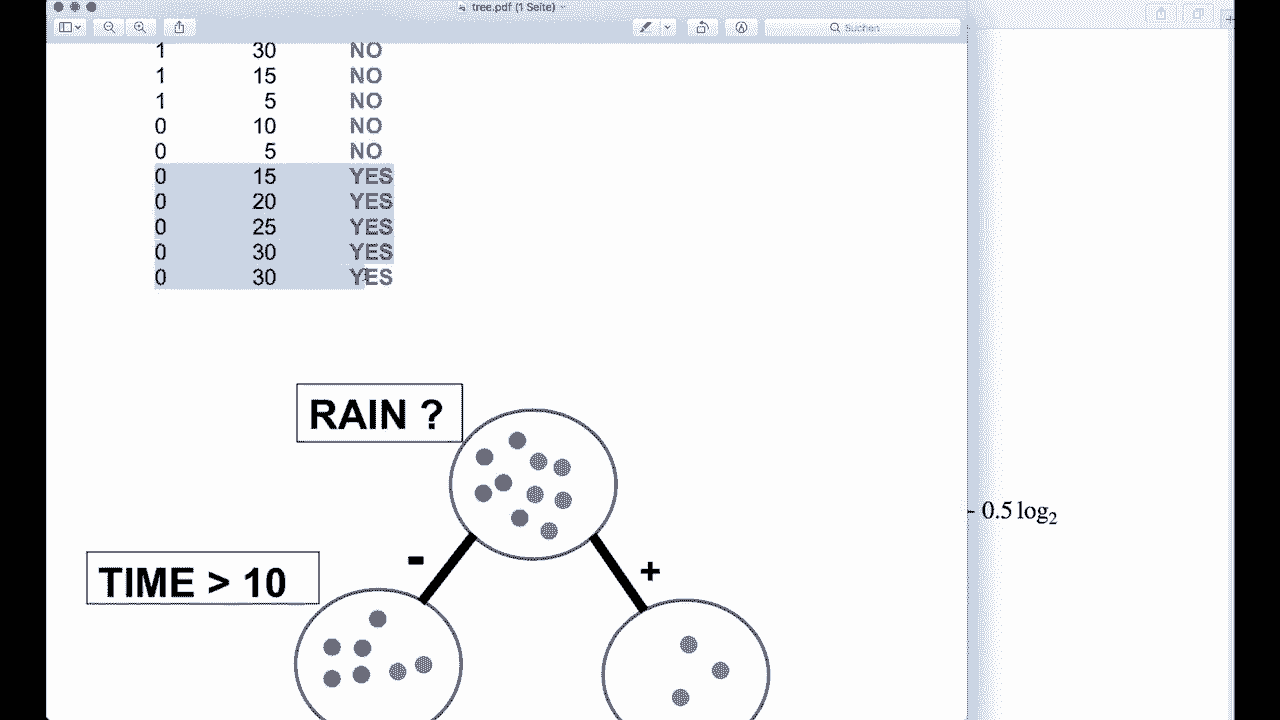 tree.pdf (1 Seite)
Suchen
1 30 NO
1 15 NO
1 5 NO
0 10 NO
0 5 NO
0 15 YES
0 20 YES
0 25 YES
0 30 YES
0 30 YES
RAIN ?
- 0.5 log2
- +
TIME > 10